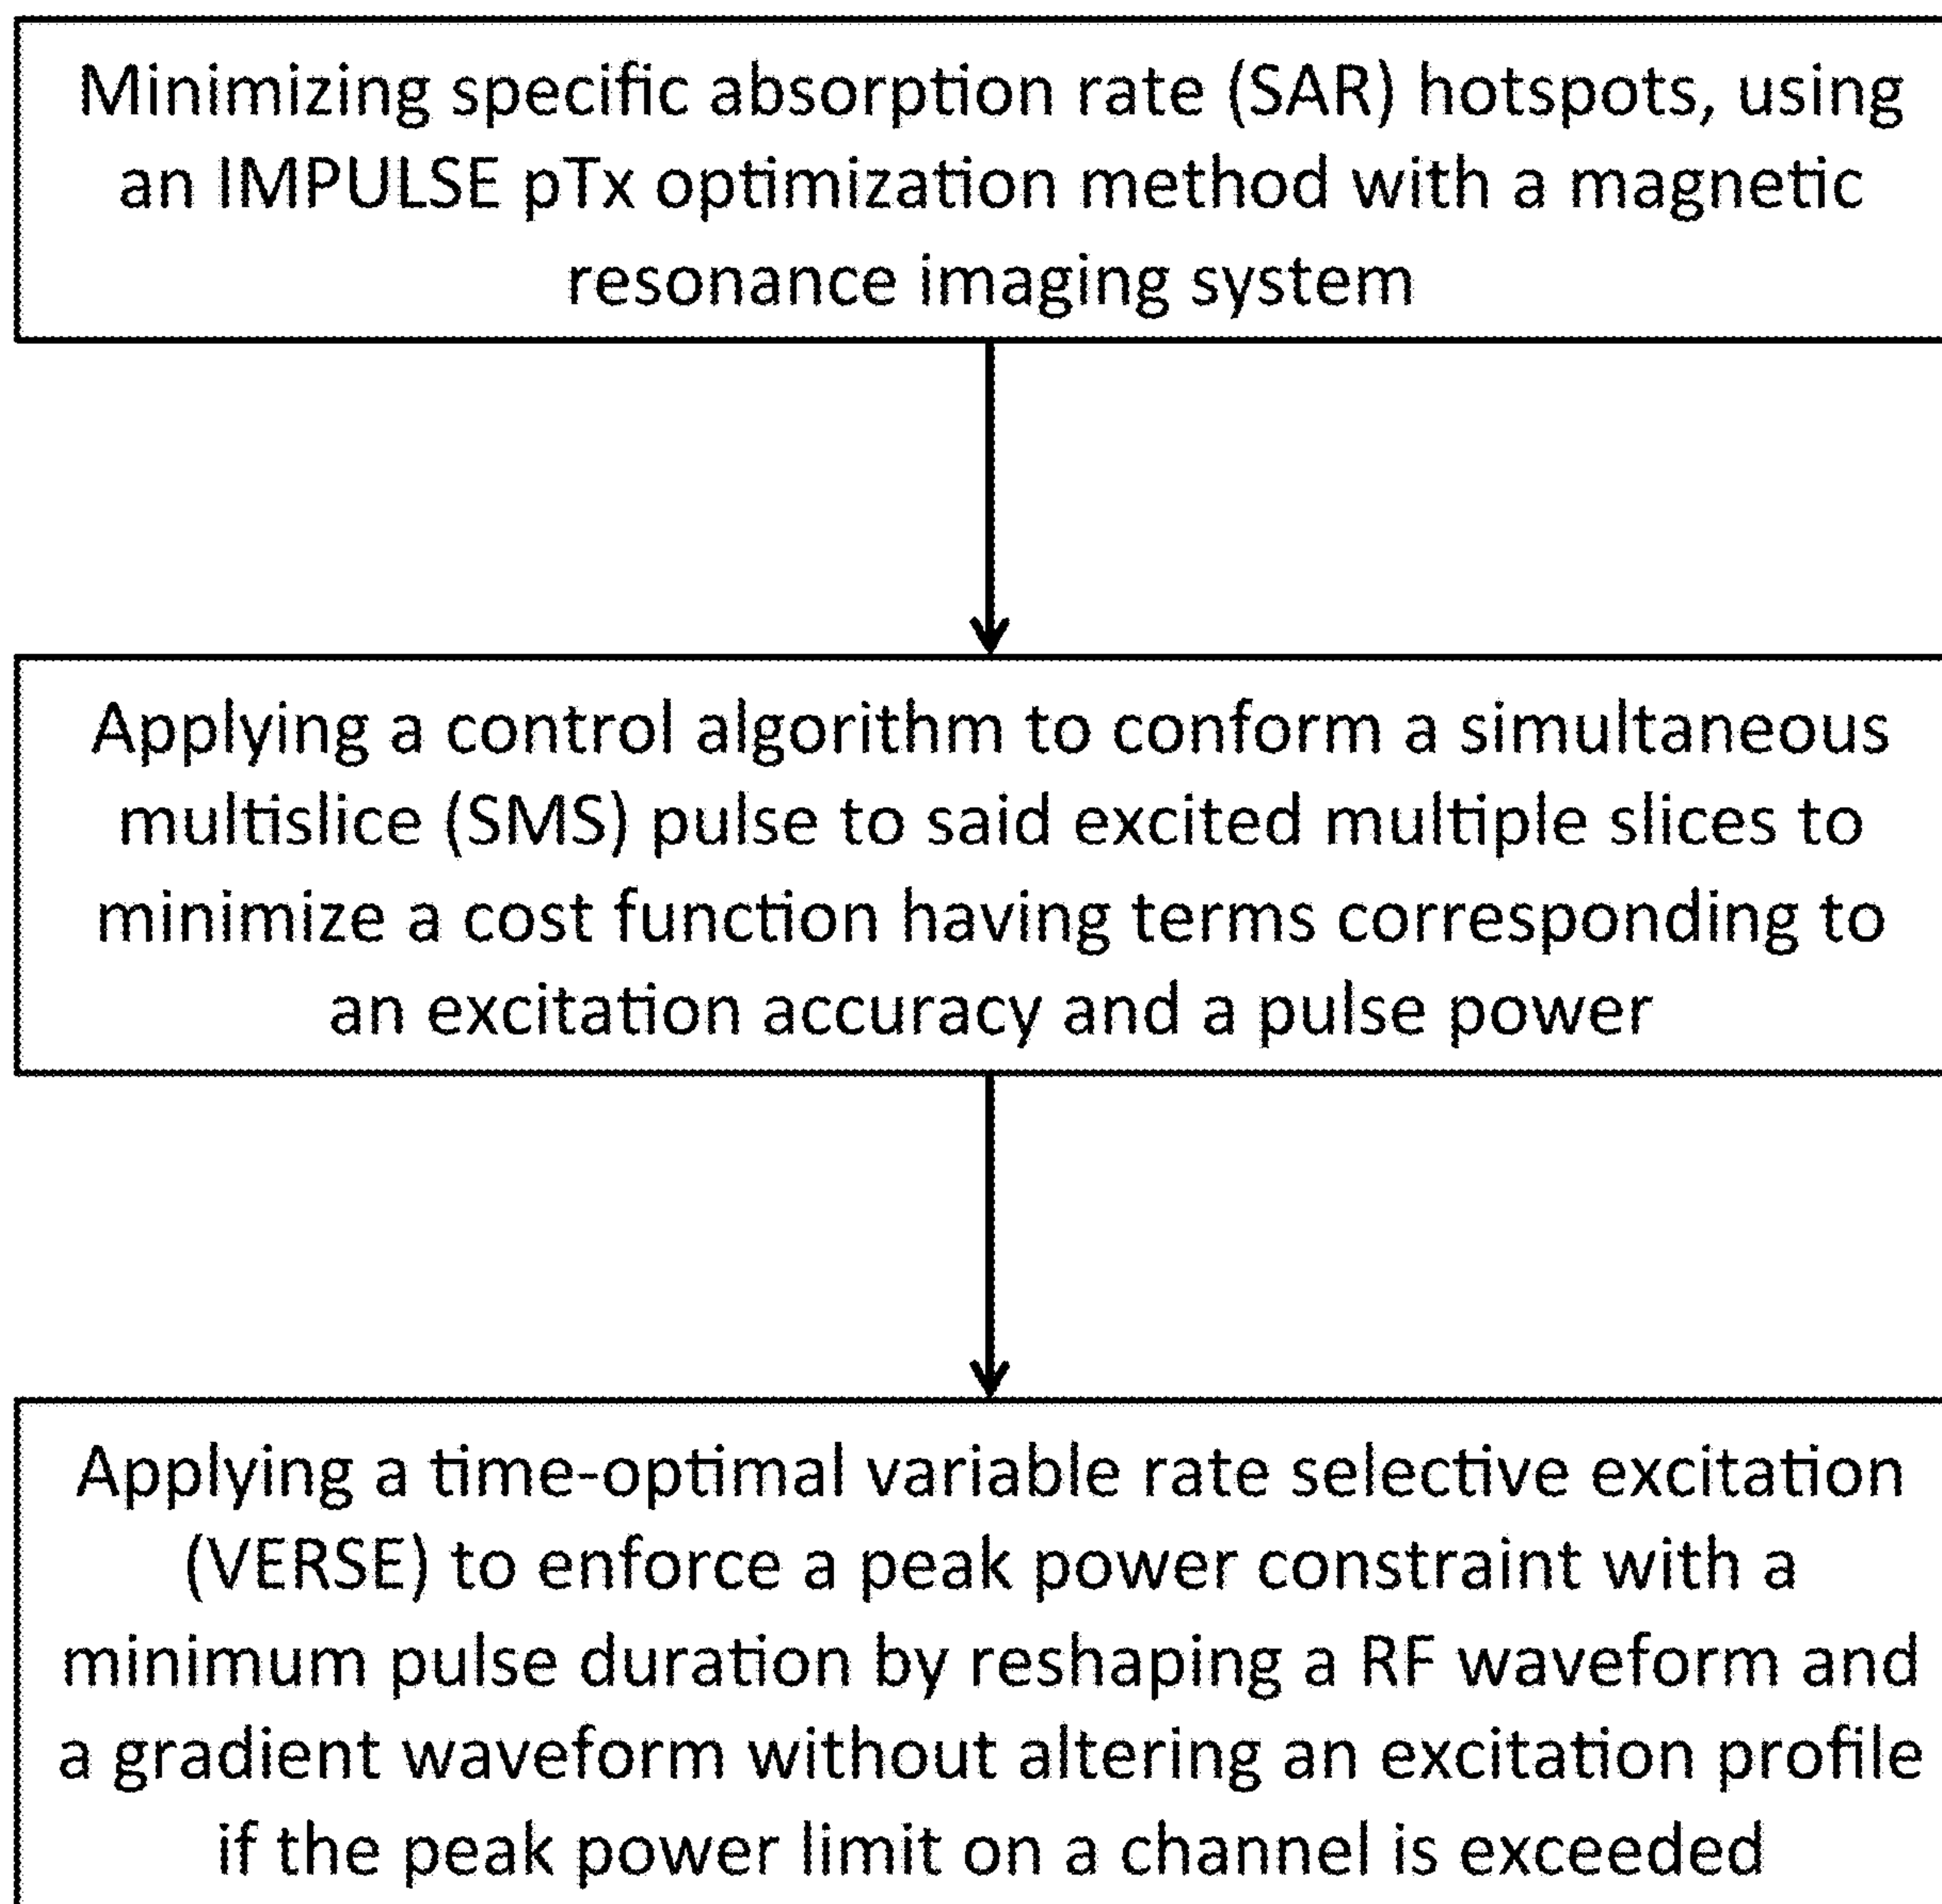 Minimizing specific absorption rate (SAR) hotspots, using
an IMPULSE pTx optimization method with a magnetic
resonance imaging system
Applying a control algorithm to conform a simultaneous
multislice (SMS) pulse to said excited multiple slices to
minimize a cost function having terms corresponding to
an excitation accuracy and a pulse power
Applying a time-optimal variable rate selective excitation
(VERSE) to enforce a peak power constraint with a
minimum pulse duration by reshaping a RF waveform and
a gradient waveform without altering an excitation profile
if the peak power limit on a channel is exceeded